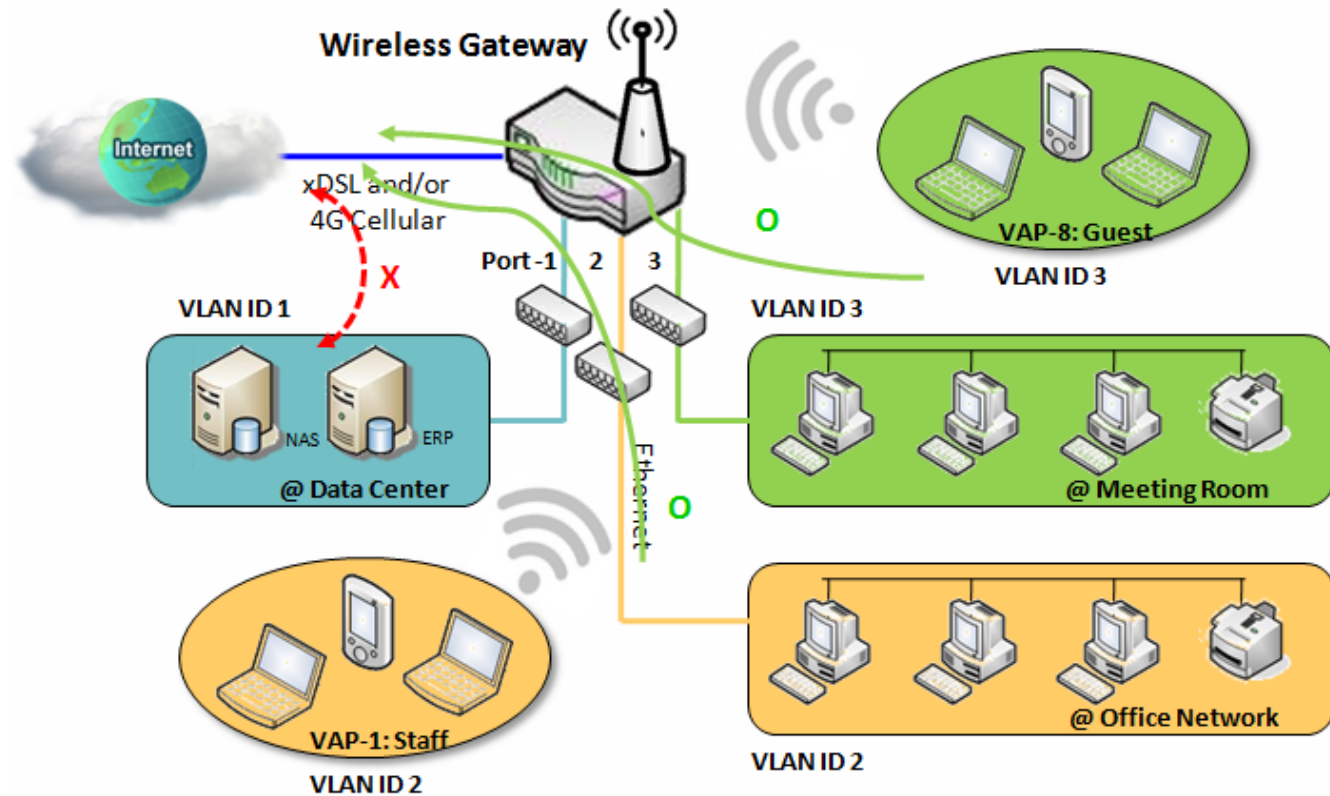 Wireless Gateway
Internet
xDSL and/or
4G Cellular
O
VAP-8: Guest
VLAN ID 3
Port -1
2
3
X
VLAN ID 1
VLAN ID 3
NAS
ERP
@ Data Center
Ethernet
O
@ Meeting Room
VAP-1: Staff
VLAN ID 2
@ Office Network
VLAN ID 2